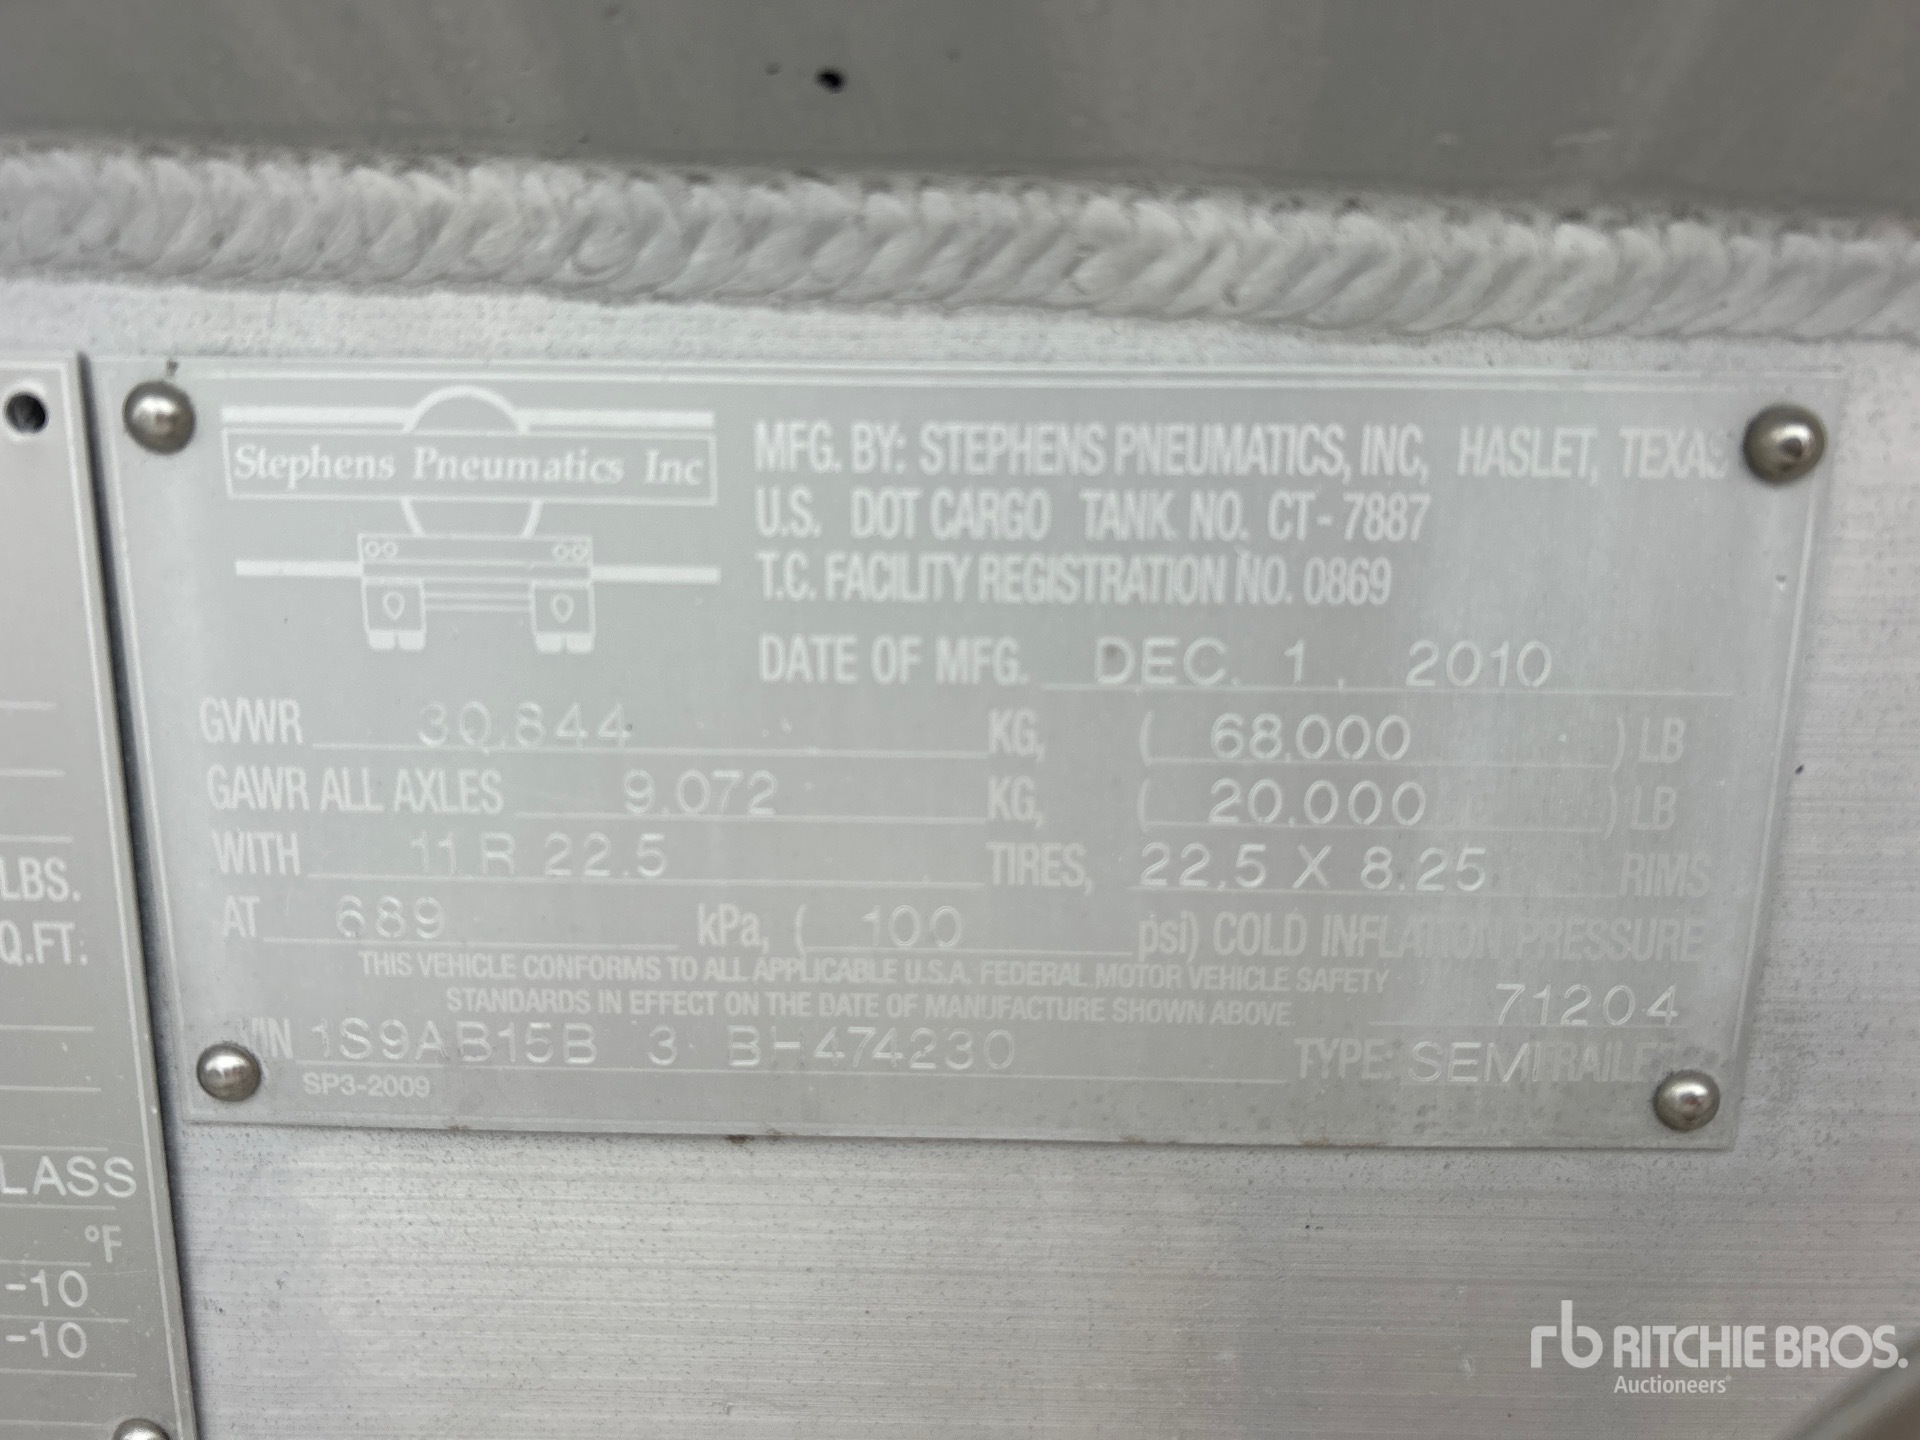 Stephens Pneumatics Inc
MFG. BY: STEPHENS PNEUMATICS, INC, HASLET, TEXAS
U.S. DOT CARGO TANK NO. CT-7887
T.C. FACILITY REGISTRATION NO. 0869
DATE OF MFG. DEC. 1, 2010
GVWR 30,844 KG, ( 68,000 ) LB
GAWR ALL AXLES 9,072 KG, ( 20,000 ) LB
WITH 11 R 22.5 TIRES, 22.5 X 8.25 RIMS
AT 689 kPa, ( 100 psi) COLD INFLATION PRESSURE
THIS VEHICLE CONFORMS TO ALL APPLICABLE U.S.A. FEDERAL MOTOR VEHICLE SAFETY
STANDARDS IN EFFECT ON THE DATE OF MANUFACTURE SHOWN ABOVE 71204
VIN 1S9AB15B 3 B-474230 TYPE: SEMITRAILER
SP3-2009
LBS.
Q.FT:
LASS
°F
-10
-10
rb RITCHIE BROS.
Auctioneers